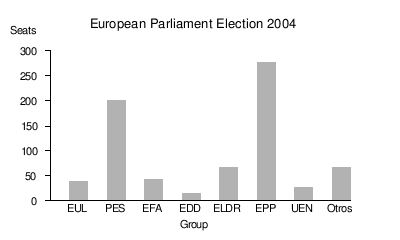 European Parliament Election 2004
Seats
300
250
200
150
100
50
0
EUL PES EFA EDD ELDR EPP UEN Otros
Group